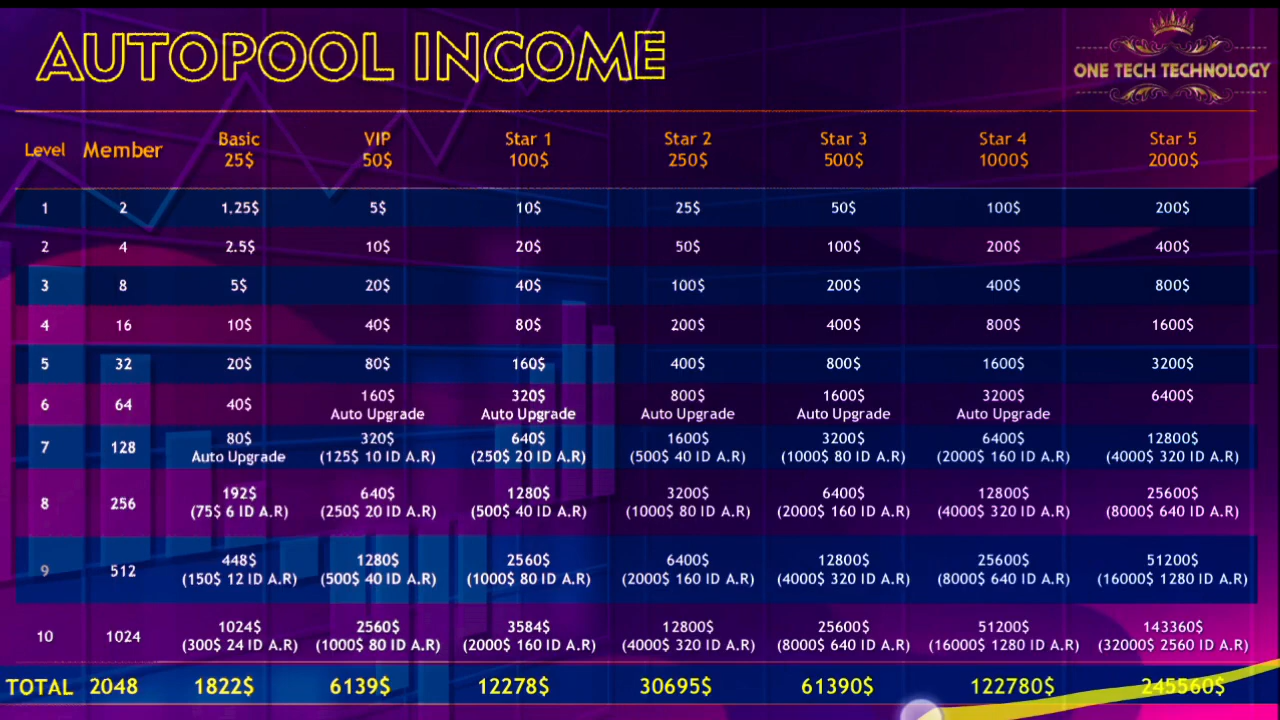 AUTOPOOL INCOME
ONE TECH TECHNOLOGY
Level Member Basic 25$ VIP 50$ Star 1 100$ Star 2 250$ Star 3 500$ Star 4 1000$ Star 5 2000$
1 2 1.25$ 5$ 10$ 25$ 50$ 100$ 200$
2 4 2.5$ 10$ 20$ 50$ 100$ 200$ 400$
3 8 5$ 20$ 40$ 100$ 200$ 400$ 800$
4 16 10$ 40$ 80$ 200$ 400$ 800$ 1600$
5 32 20$ 80$ 160$ 400$ 800$ 1600$ 3200$
6 64 40$ 160$ Auto Upgrade 320$ Auto Upgrade 800$ Auto Upgrade 1600$ Auto Upgrade 3200$ Auto Upgrade 6400$
7 128 80$ Auto Upgrade 320$ (125$ 10 ID A.R) 640$ (250$ 20 ID A.R) 1600$ (500$ 40 ID A.R) 3200$ (1000$ 80 ID A.R) 6400$ (2000$ 160 ID A.R) 12800$ (4000$ 320 ID A.R)
8 256 192$ (75$ 6 ID A.R) 640$ (250$ 20 ID A.R) 1280$ (500$ 40 ID A.R) 3200$ (1000$ 80 ID A.R) 6400$ (2000$ 160 ID A.R) 12800$ (4000$ 320 ID A.R) 25600$ (8000$ 640 ID A.R)
9 512 448$ (150$ 12 ID A.R) 1280$ (500$ 40 ID A.R) 2560$ (1000$ 80 ID A.R) 6400$ (2000$ 160 ID A.R) 12800$ (4000$ 320 ID A.R) 25600$ (8000$ 640 ID A.R) 51200$ (16000$ 1280 ID A.R)
10 1024 1024$ (300$ 24 ID A.R) 2560$ (1000$ 80 ID A.R) 3584$ (2000$ 160 ID A.R) 12800$ (4000$ 320 ID A.R) 25600$ (8000$ 640 ID A.R) 51200$ (16000$ 1280 ID A.R) 143360$ (32000$ 2560 ID A.R)
TOTAL 2048 1822$ 6139$ 12278$ 30695$ 61390$ 122780$ 245560$